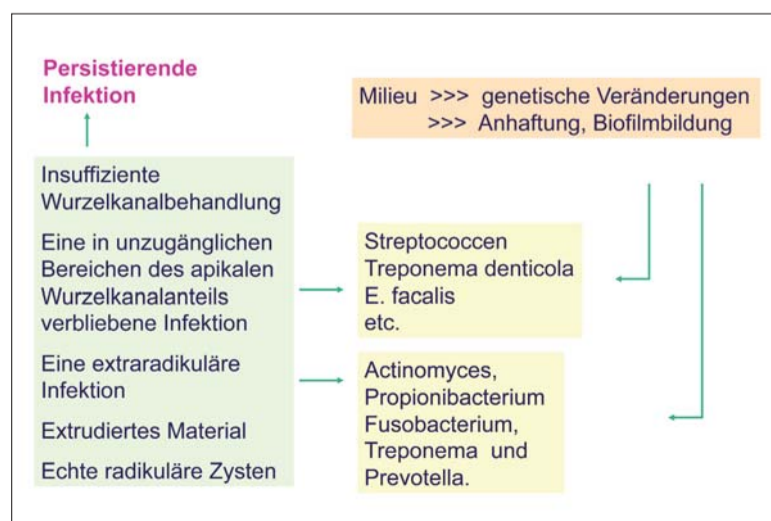 Persistierende
Infektion
Milieu >>> genetische Veränderungen
>>> Anhaftung, Biofilmbildung
Insuffiziente
Wurzelkanalbehandlung
Eine in unzugänglichen
Bereichen des apikalen
Wurzelkanalanteils
verbliebene Infektion
Eine extraradikuläre
Infektion
Extrudiertes Material
Echte radikuläre Zysten
Streptococcen
Treponema denticola
E. facalis
etc.
Actinomyces,
Propionibacterium
Fusobacterium,
Treponema und
Prevotella.